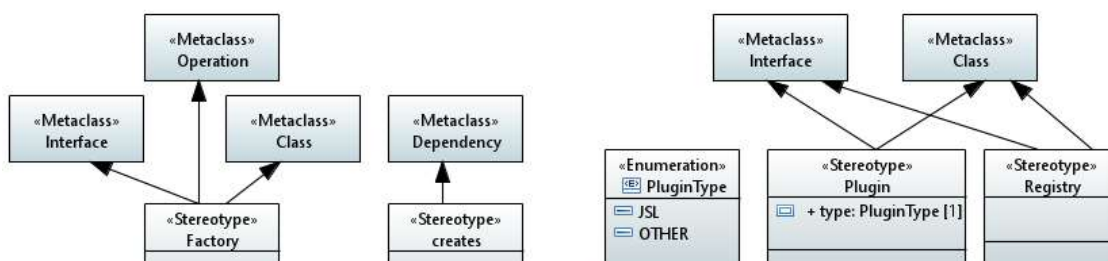 «Metaclass»
Operation
«Metaclass»
Interface
«Metaclass»
Class
«Metaclass»
Dependency
«Stereotype»
Factory
«Stereotype»
creates
«Metaclass»
Interface
«Metaclass»
Class
«Enumeration»
PluginType
JSL
OTHER
«Stereotype»
Plugin
+ type: PluginType [1]
«Stereotype»
Registry